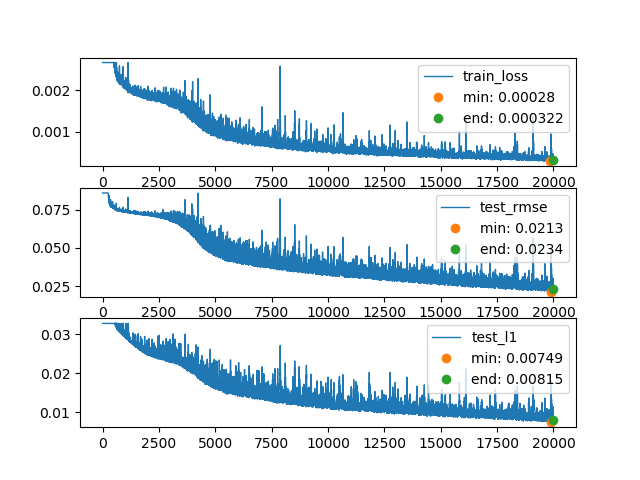 train_loss
min: 0.00028
end: 0.000322
0.002
0.001
0 2500 5000 7500 10000 12500 15000 17500 20000
test_rmse
min: 0.0213
end: 0.0234
0.075
0.050
0.025
0 2500 5000 7500 10000 12500 15000 17500 20000
test_l1
min: 0.00749
end: 0.00815
0.03
0.02
0.01
0 2500 5000 7500 10000 12500 15000 17500 20000